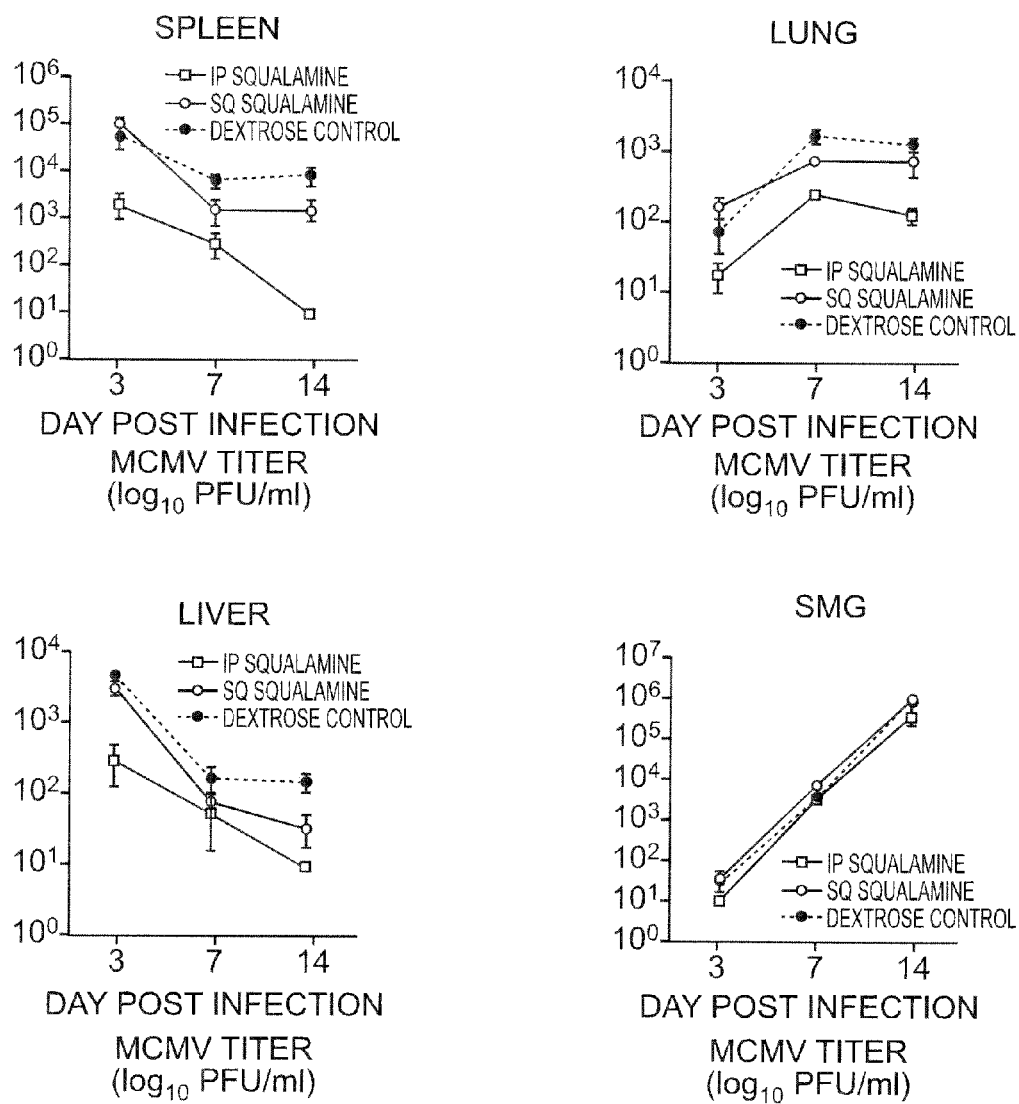 SPLEEN
10⁶
10⁵
10⁴
10³
10²
10¹
10⁰
IP SQUALAMINE
SQ SQUALAMINE
DEXTROSE CONTROL
3 7 14
DAY POST INFECTION
MCMV TITER
(log₁₀ PFU/ml)
LUNG
10⁴
10³
10²
10¹
10⁰
IP SQUALAMINE
SQ SQUALAMINE
DEXTROSE CONTROL
3 7 14
DAY POST INFECTION
MCMV TITER
(log₁₀ PFU/ml)
LIVER
10⁴
10³
10²
10¹
10⁰
IP SQUALAMINE
SQ SQUALAMINE
DEXTROSE CONTROL
3 7 14
DAY POST INFECTION
MCMV TITER
(log₁₀ PFU/ml)
SMG
10⁷
10⁶
10⁵
10⁴
10³
10²
10¹
10⁰
IP SQUALAMINE
SQ SQUALAMINE
DEXTROSE CONTROL
3 7 14
DAY POST INFECTION
MCMV TITER
(log₁₀ PFU/ml)